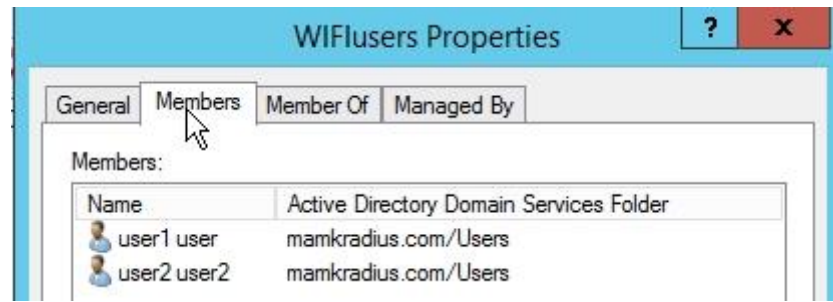 WIFIusers Properties
? x
General Members Member Of Managed By
Members:
Name Active Directory Domain Services Folder
user1 user mamkradius.com/Users
user2 user2 mamkradius.com/Users